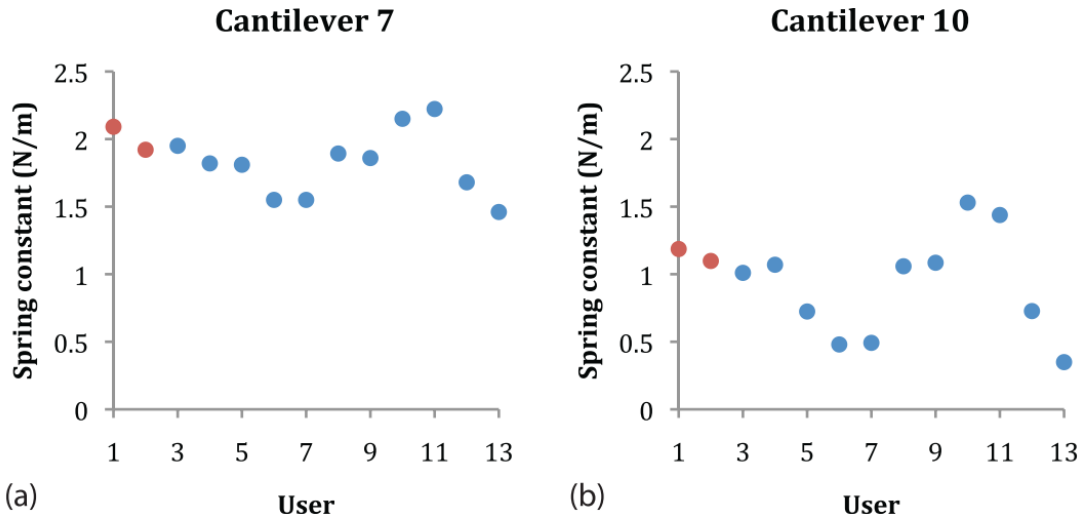 Cantilever 7
Spring constant (N/m)
2.5
2
1.5
1
0.5
0
1 3 5 7 9 11 13
User
(a)
Cantilever 10
Spring constant (N/m)
2.5
2
1.5
1
0.5
0
1 3 5 7 9 11 13
User
(b)